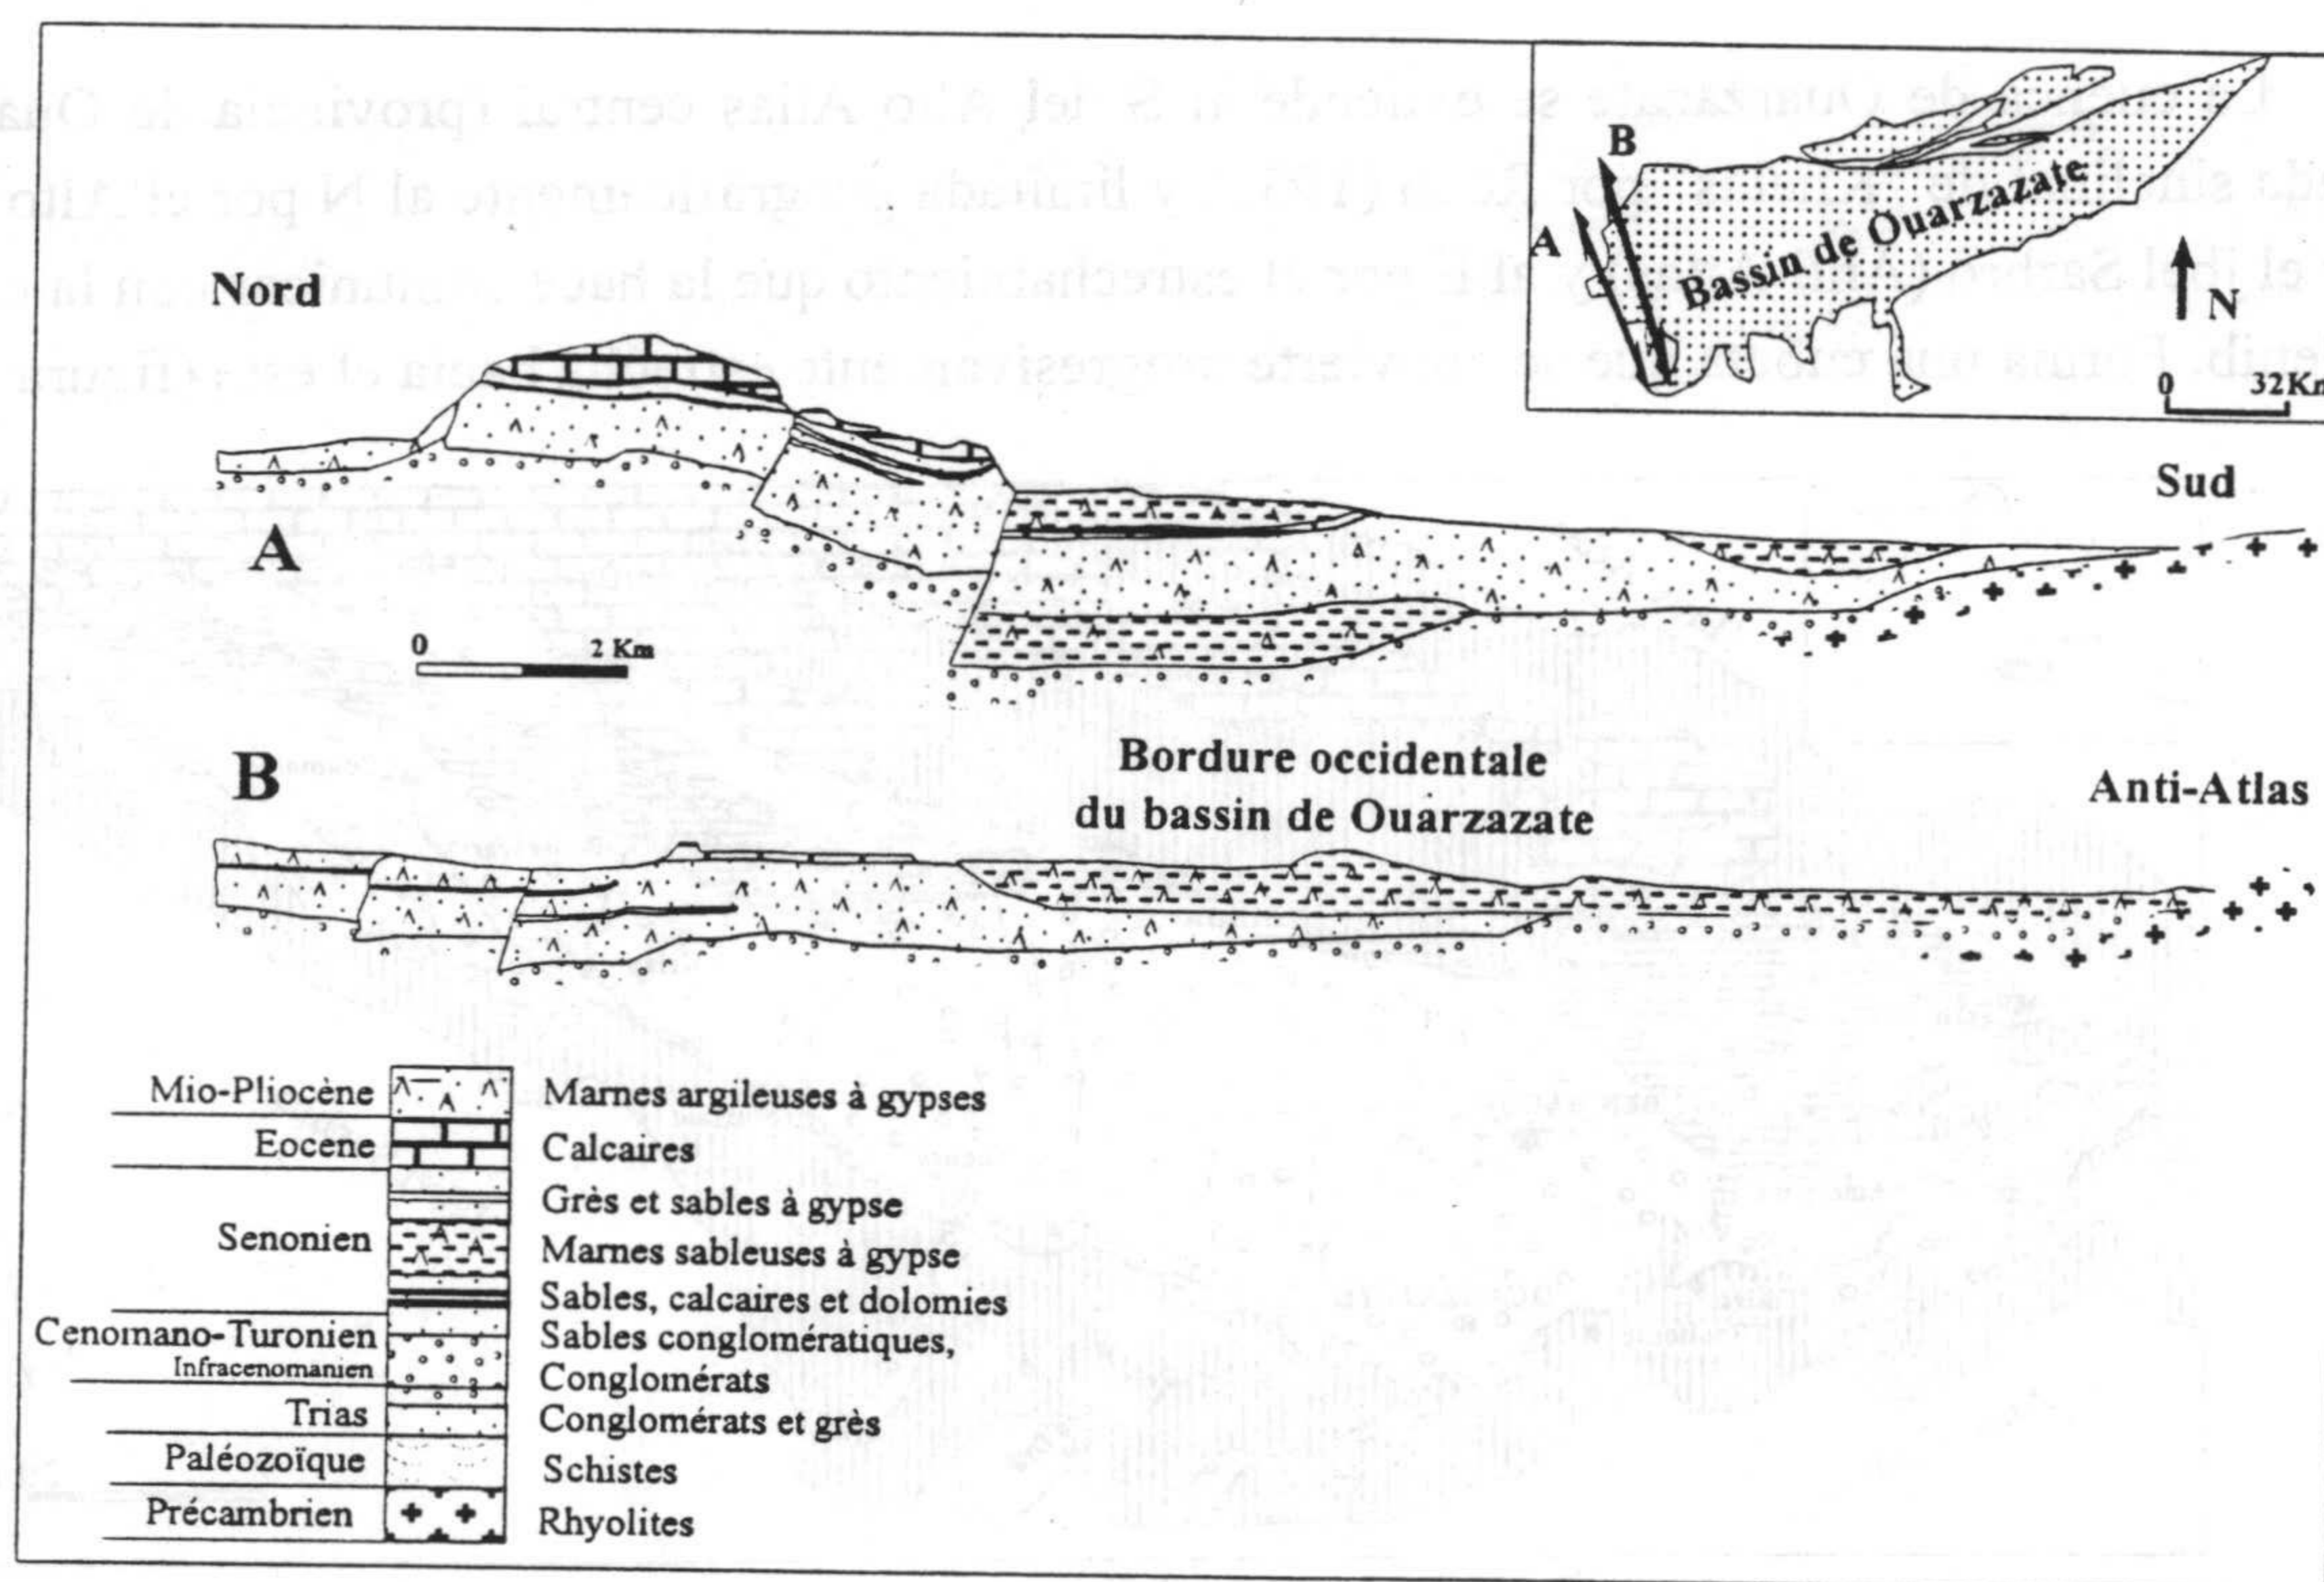 Nord
A
0 2 Km
Sud
B
A
Bassin de Ouarzazate
N
0
B
Bordure occidentale
du bassin de Ouarzazate
Anti-Atlas
Mio-Pliocène Marnes argileuses à gypses
Eocene Calcaires
Grès et sables à gypse
Senonien Marnes sableuses à gypse
Sables, calcaires et dolomies
Cenomano-Turonien Sables conglomératiques,
Infracenomanien Conglomérats
Trias Conglomérats et grès
Paléozoïque Schistes
Précambrien Rhyolites